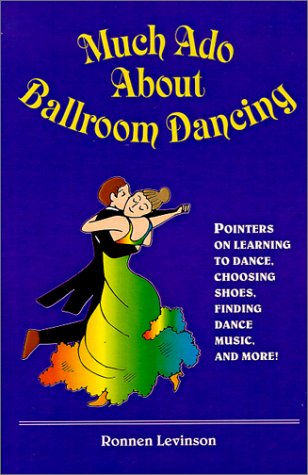 Much Ado
About
Ballroom Dancing
POINTERS
ON LEARNING
TO DANCE,
CHOOSING
SHOES,
FINDING
DANCE
MUSIC,
AND MORE!
Ronnen Levinson